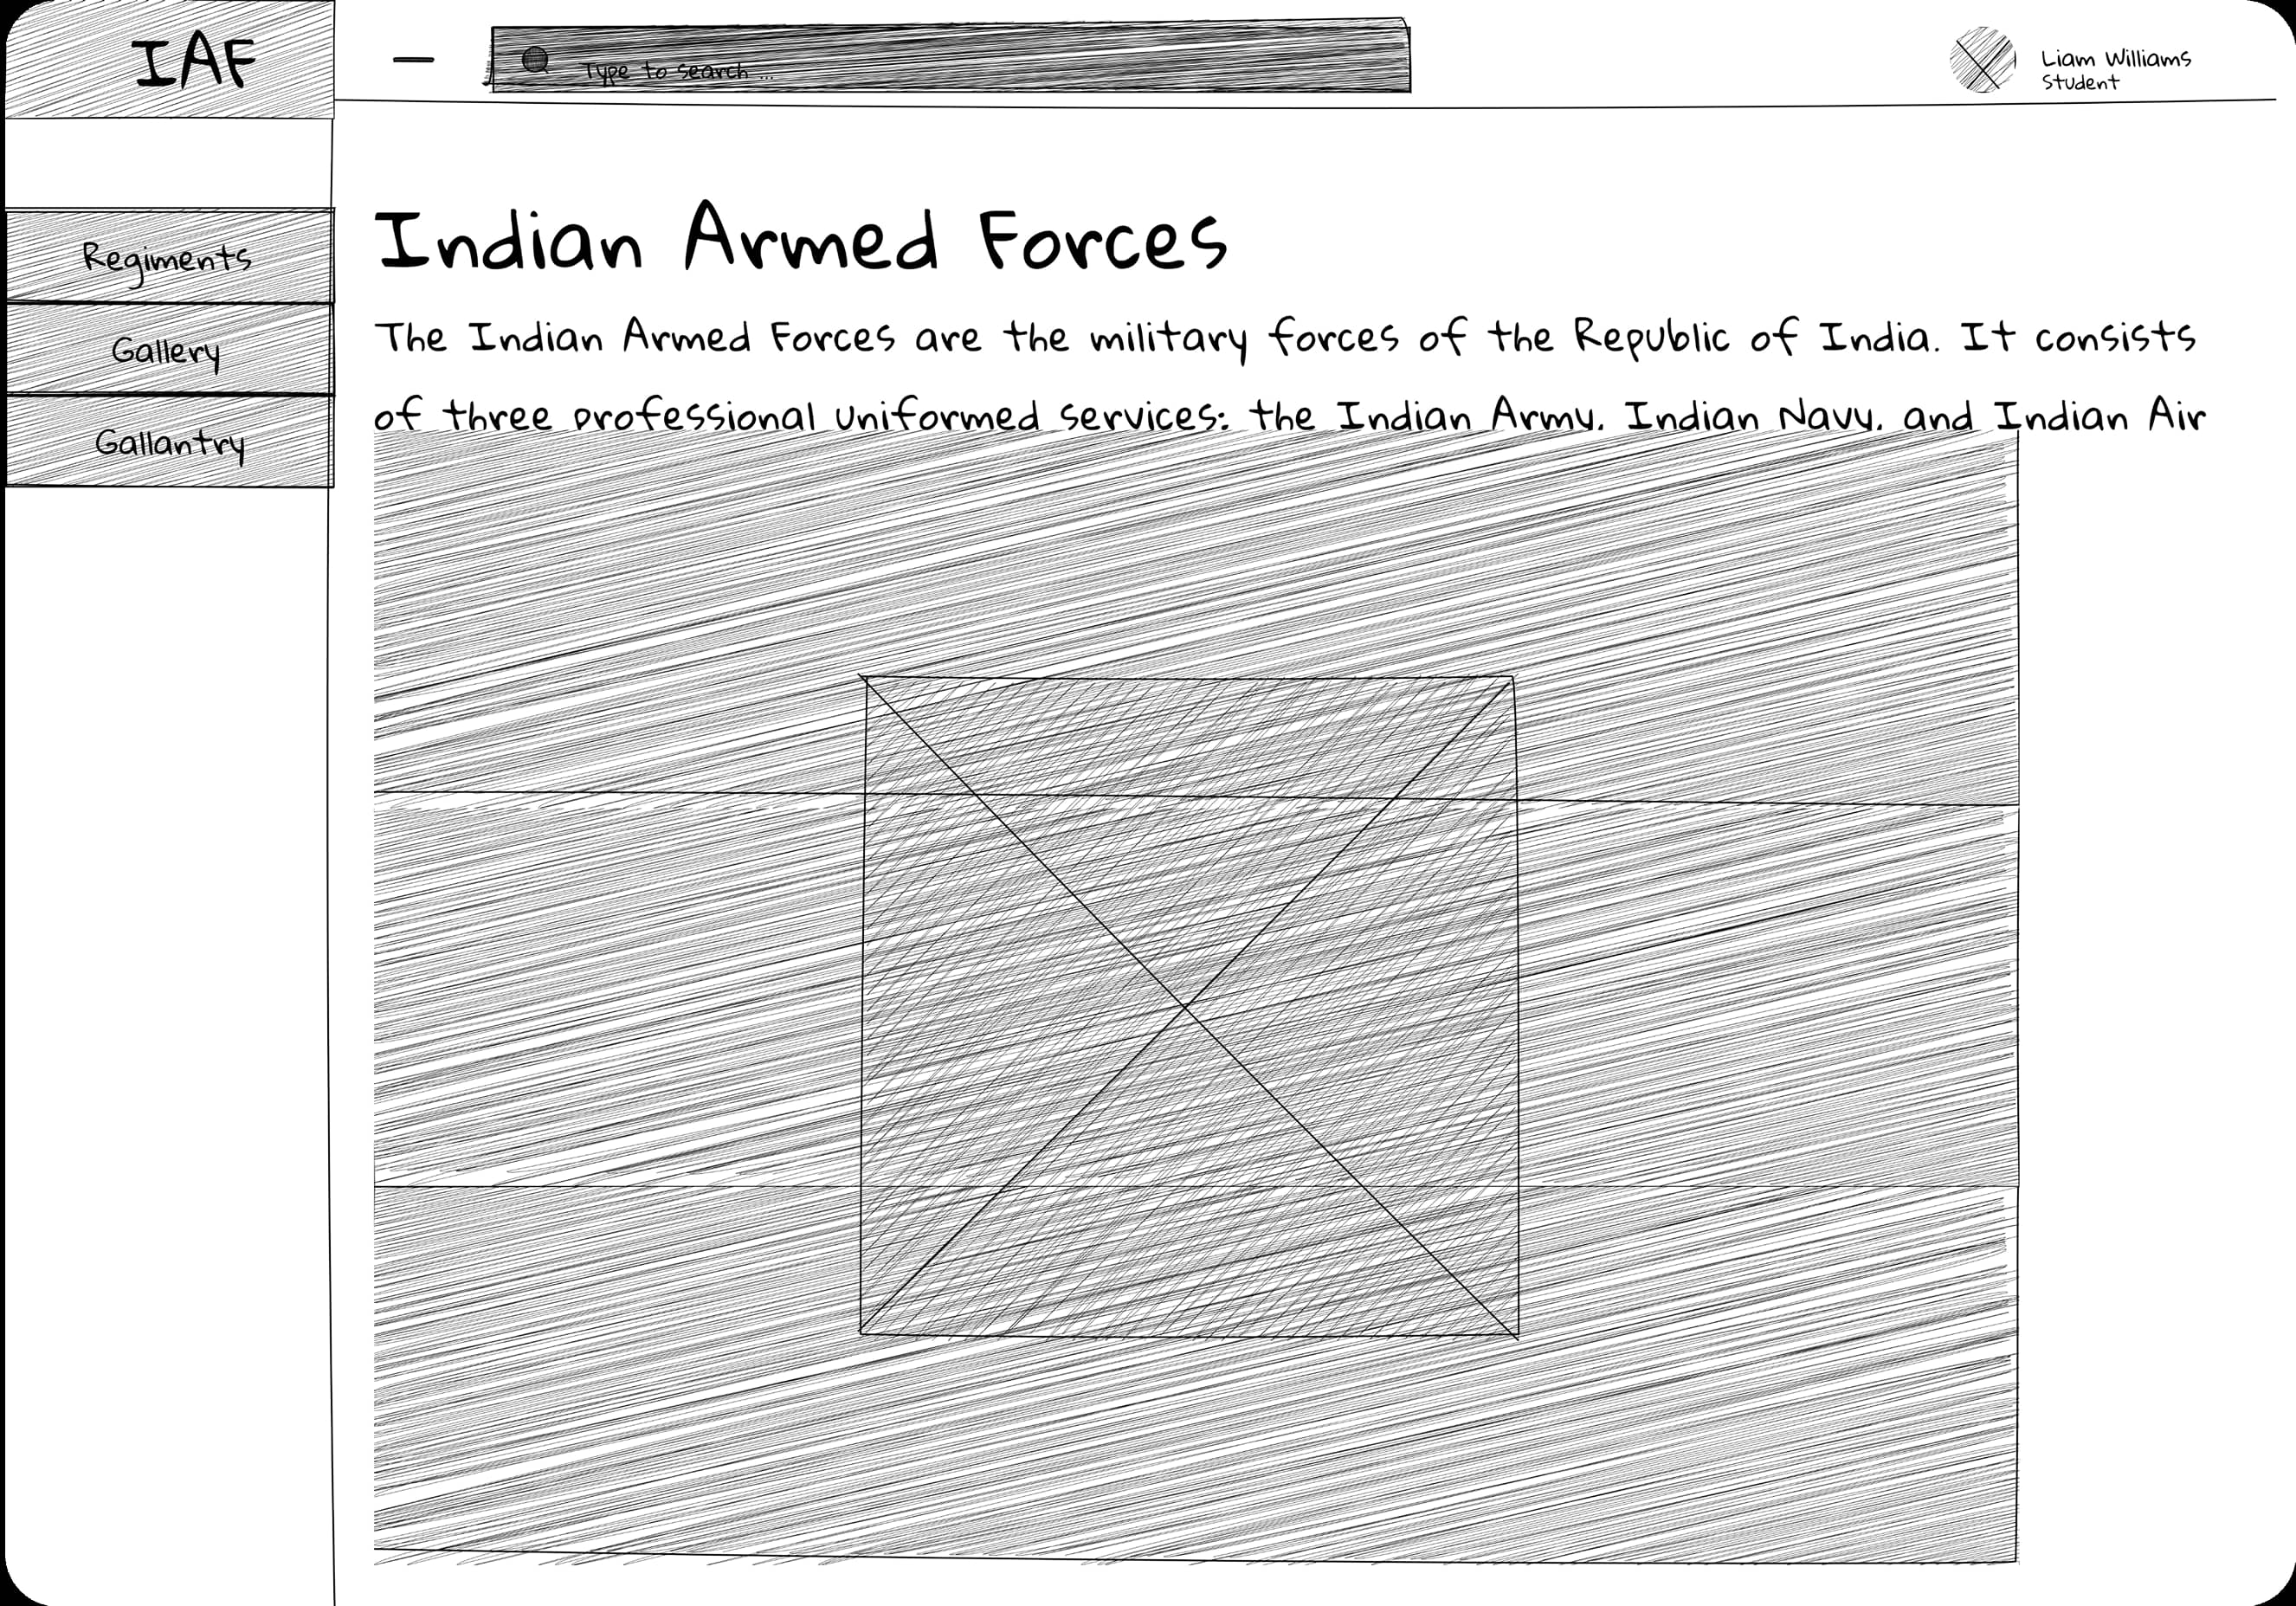 IAF
Type to search ...
Liam Williams
Student
Regiments
Gallery
Gallantry
Indian Armed Forces
The Indian Armed Forces are the military forces of the Republic of India. It consists
of three professional uniformed services: the Indian Army, Indian Navy, and Indian Air